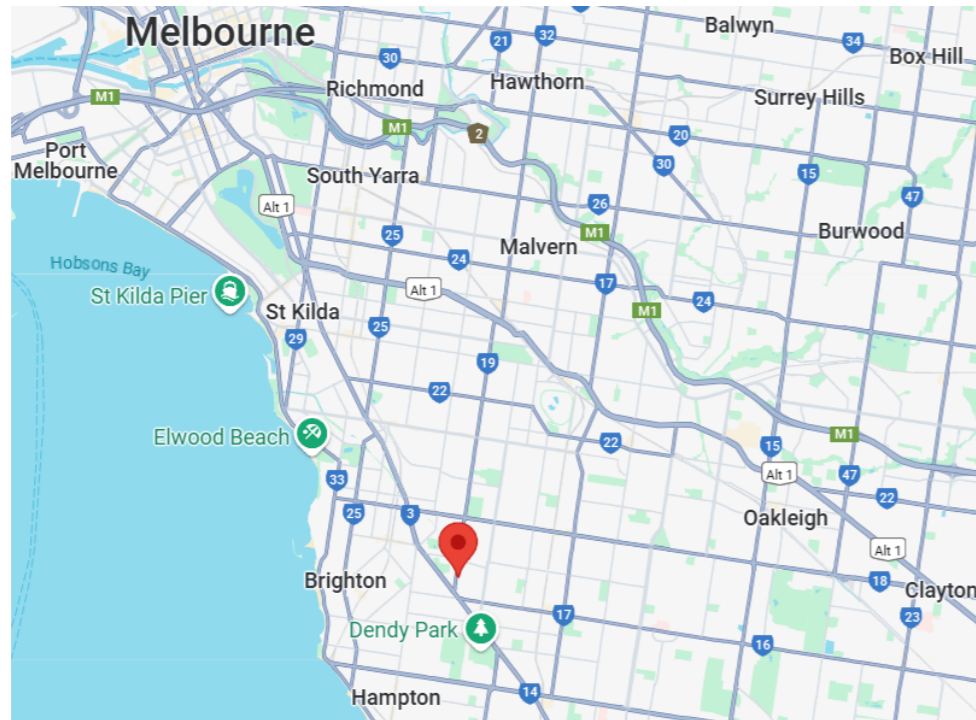 Balwyn
Melbourne
32
21
34
30
Box Hill
Hawthorn
Richmond
M1
Surrey Hills
M1
2
20
Port
Melbourne
30
South Yarra
15
47
Alt 1
26
25
M1
Burwood
Malvern
24
Hobsons Bay
17
Alt 1
St Kilda Pier
24
M1
St Kilda
25
29
19
22
Elwood Beach
M1
22
15
Alt 1
47
33
22
25
3
Oakleigh
Alt 1
Brighton
18
Clayton
17
23
Dendy Park
16
14
Hampton